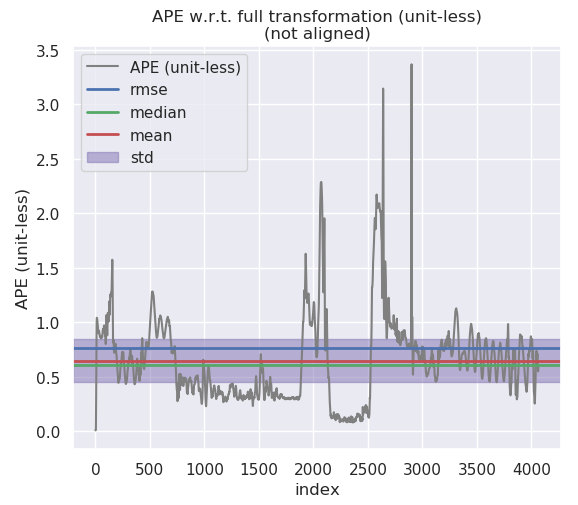 APE w.r.t. full transformation (unit-less)
(not aligned)
APE (unit-less)
rmse
median
mean
std
APE (unit-less)
3.5
3.0
2.5
2.0
1.5
1.0
0.5
0.0
0 500 1000 1500 2000 2500 3000 3500 4000
index